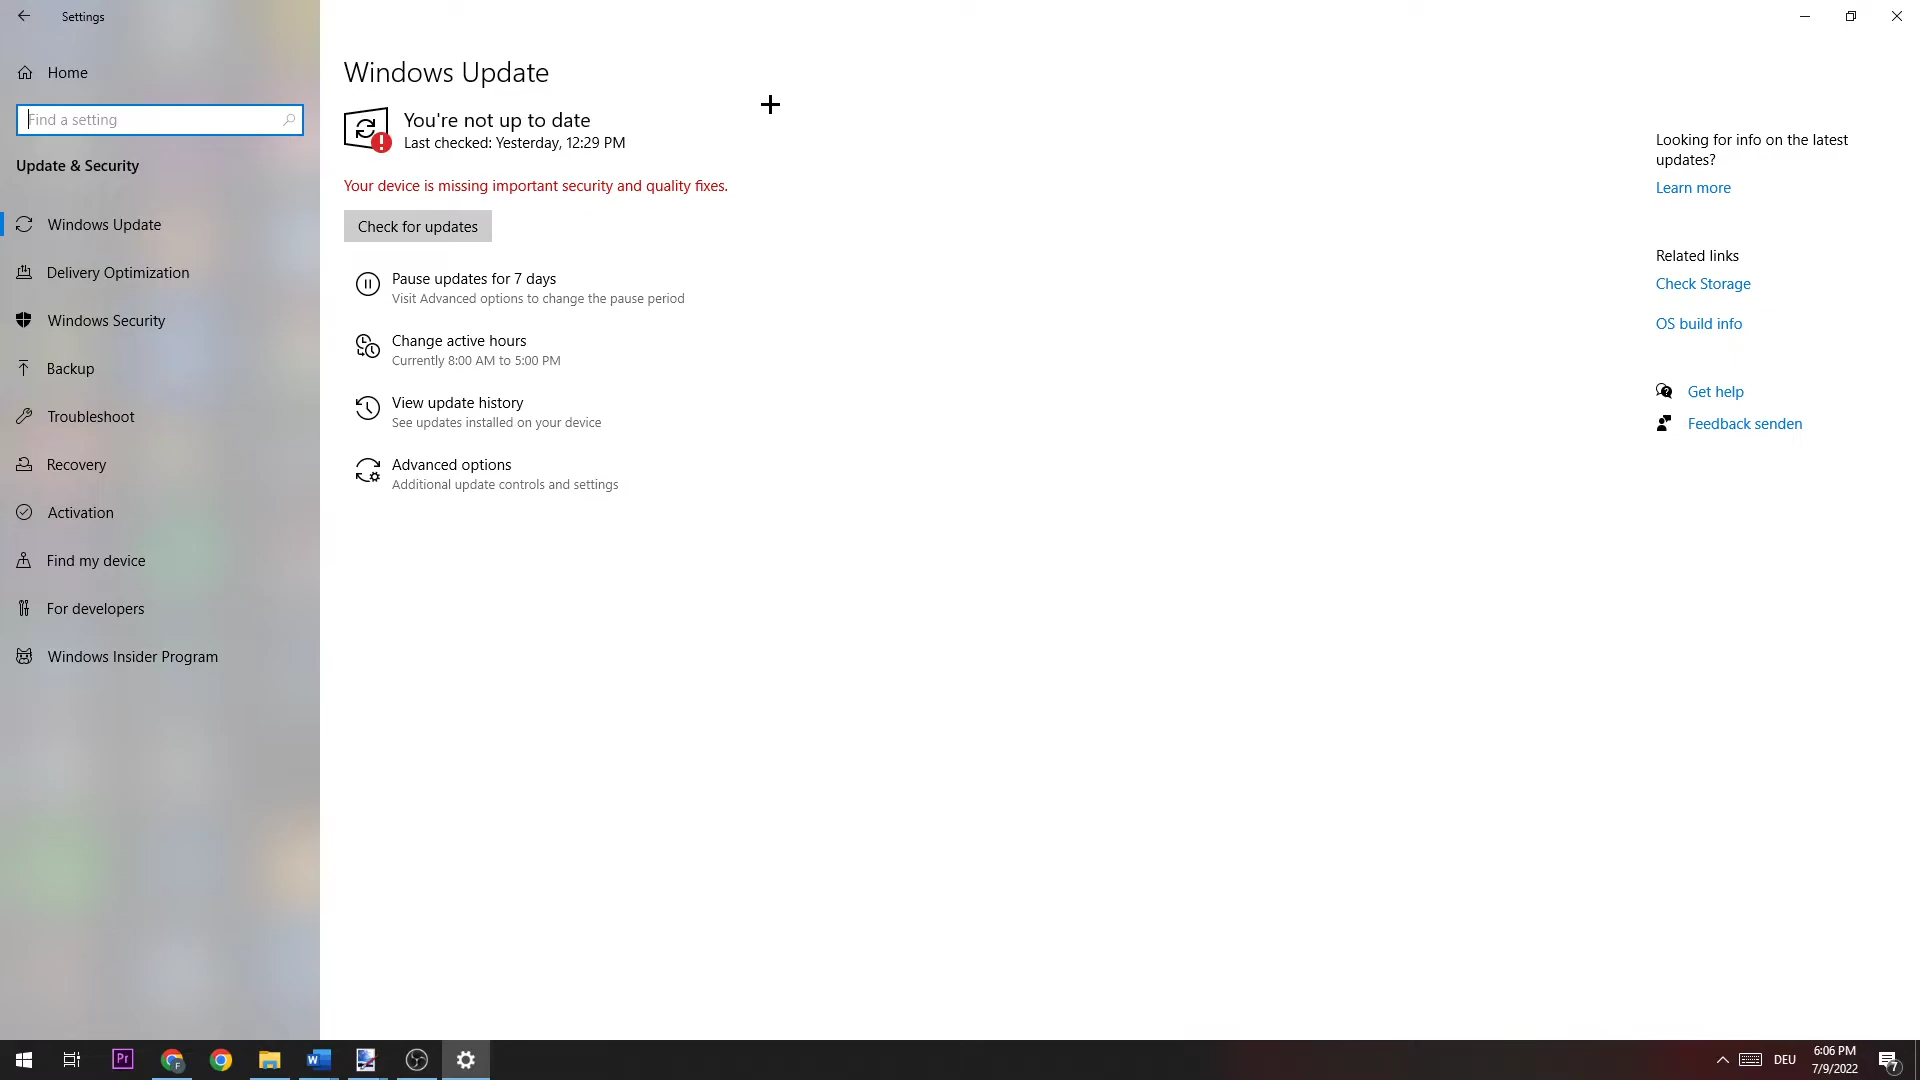 Settings
Home
Find a setting
Update & Security
Windows Update
Delivery Optimization
Windows Security
Backup
Troubleshoot
Recovery
Activation
Find my device
For developers
Windows Insider Program
Windows Update
You're not up to date
Last checked: Yesterday, 12:29 PM
Your device is missing important security and quality fixes.
Check for updates
Pause updates for 7 days
Visit Advanced options to change the pause period
Change active hours
Currently 8:00 AM to 5:00 PM
View update history
See updates installed on your device
Advanced options
Additional update controls and settings
Looking for info on the latest
updates?
Learn more
Related links
Check Storage
OS build info
Get help
Feedback senden
Pr
F
W
DEU
6:06 PM
7/9/2022
7